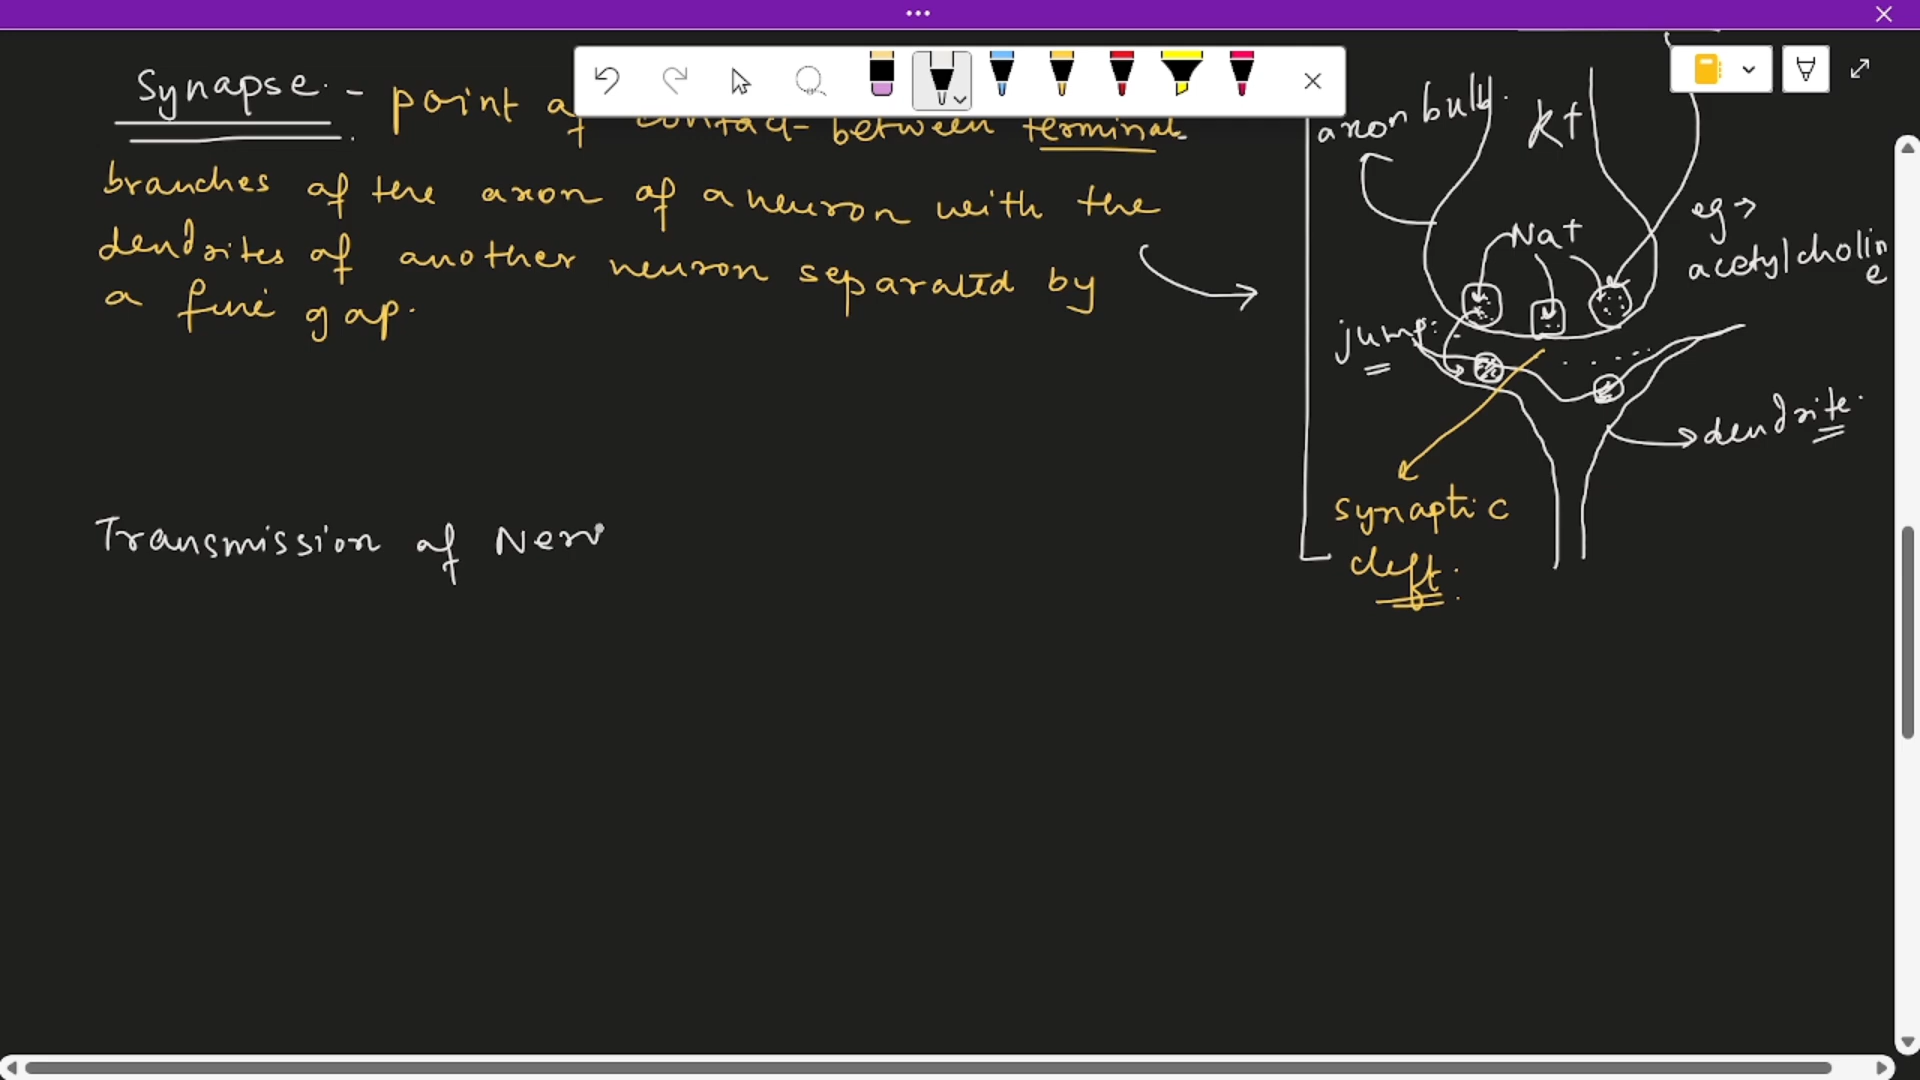 Synapse. - point of contact between terminal
branches of the axon of a neuron with the
dendrites of another neuron separated by
a fine gap.
axon bulb.
K+
Na+
eg →
acetylcholin
e
jump.
dendrite.
synaptic
cleft.
Transmission of Nerv